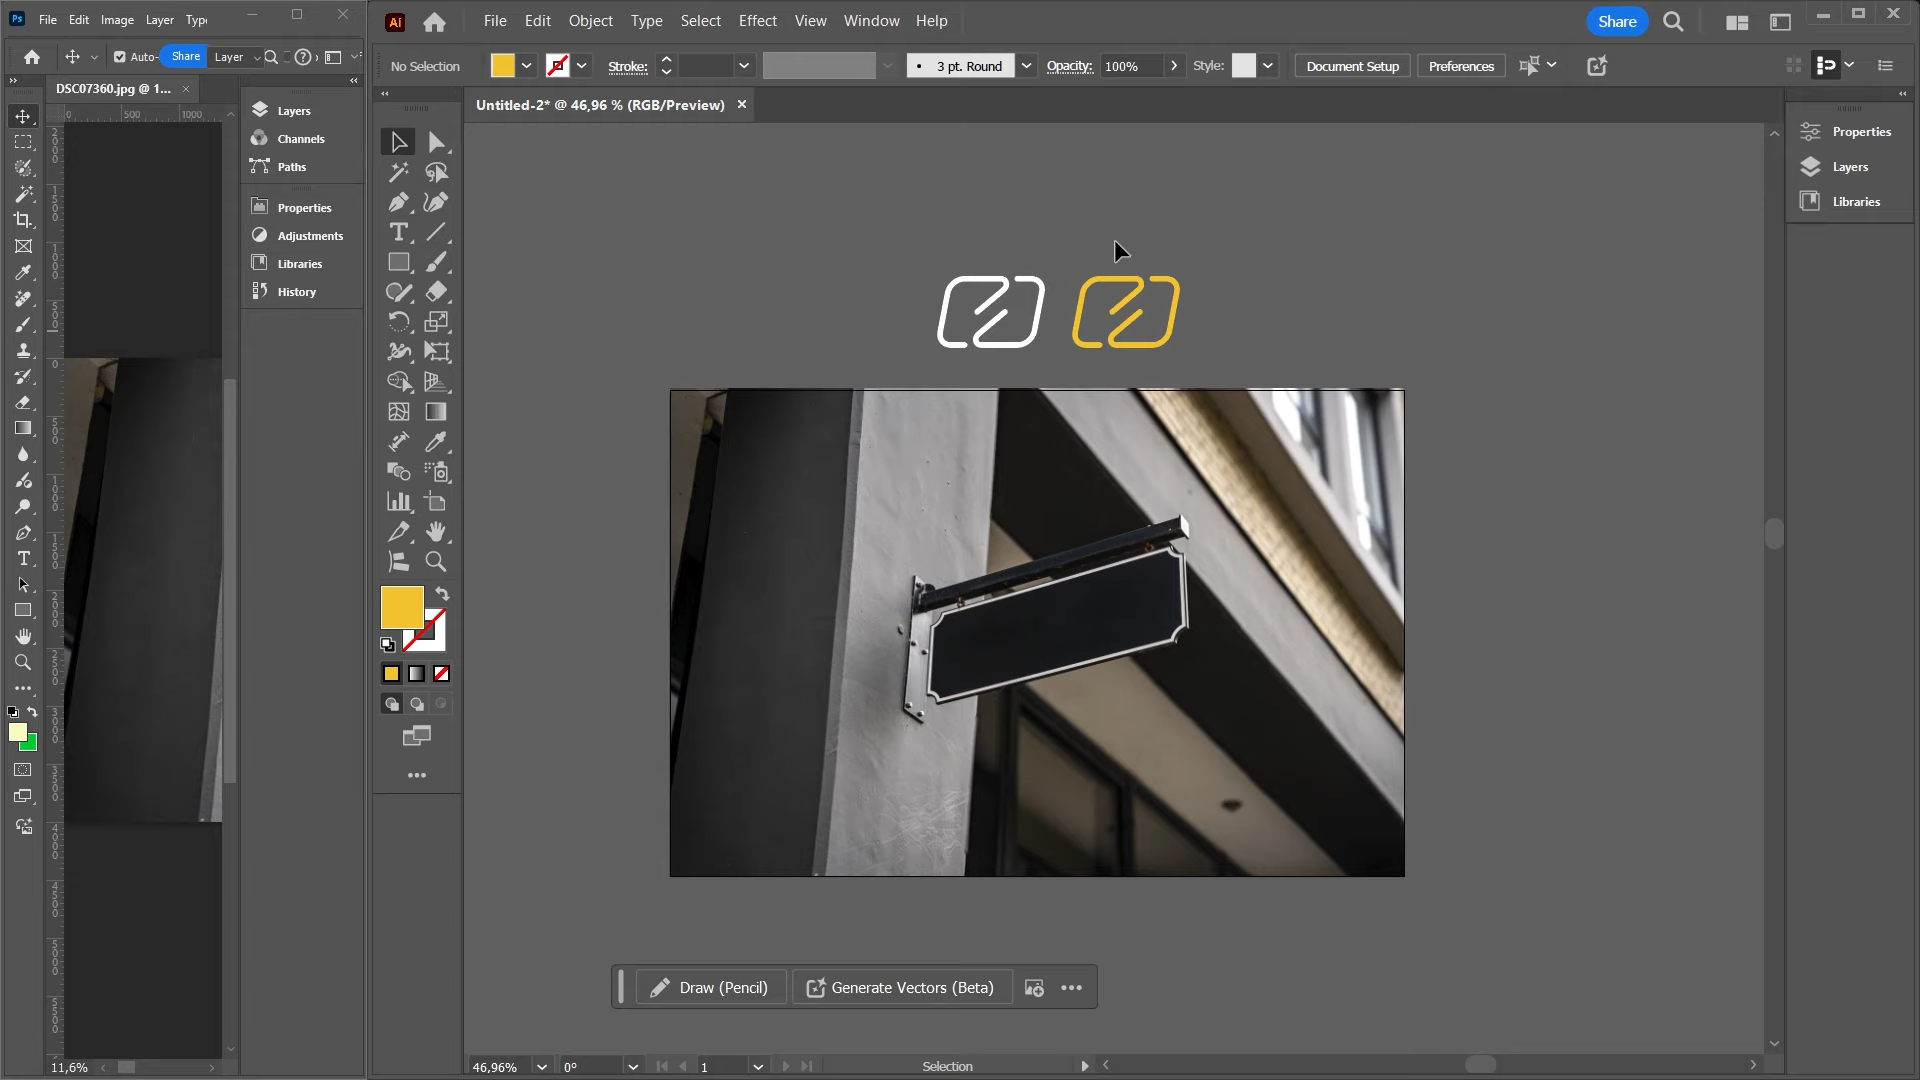 Ps File Edit Image Layer Type
Auto- Share Layer
DSC07360.jpg @ 1... ×
0 500 1000
Layers
Channels
Paths
Properties
Adjustments
Libraries
History
11,6%
Ai File Edit Object Type Select Effect View Window Help Share
No Selection Stroke: 3 pt. Round Opacity: 100% Style: Document Setup Preferences
Untitled-2* @ 46,96 % (RGB/Preview) ×
Properties
Layers
Libraries
Draw (Pencil) Generate Vectors (Beta)
46,96% 0° 1 Selection